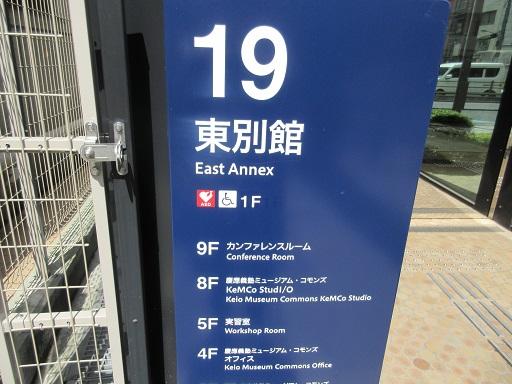 19
東別館
East Annex
AED 1F
9F カンファレンスルーム
Conference Room
8F 慶應義塾ミュージアム・コモンズ
KeMCo StudI/O
Keio Museum Commons KeMCo Studio
5F 実習室
Workshop Room
4F 慶應義塾ミュージアム・コモンズ
オフィス
Keio Museum Commons Office